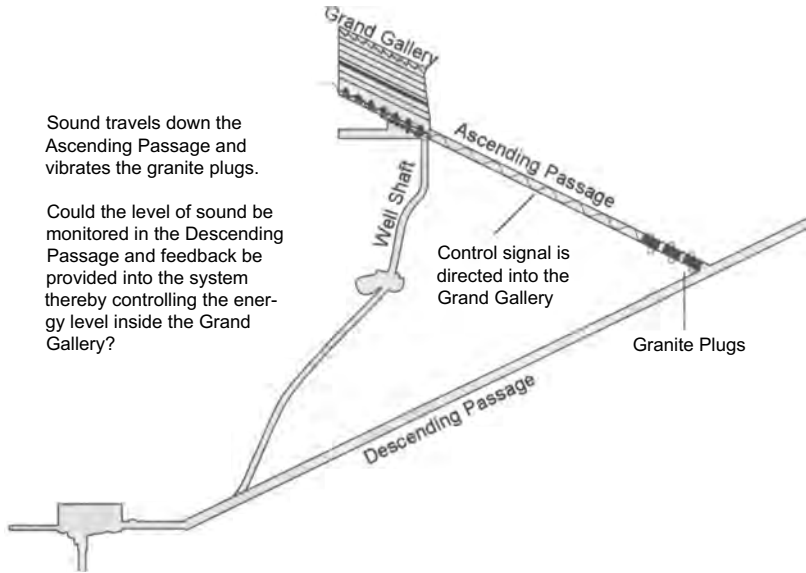 Grand Gallery
Sound travels down the
Ascending Passage and
vibrates the granite plugs.
Could the level of sound be
monitored in the Descending
Passage and feedback be
provided into the system
thereby controlling the ener-
gy level inside the Grand
Gallery?
Ascending Passage
Well Shaft
Control signal is
directed into the
Grand Gallery
Granite Plugs
Descending Passage